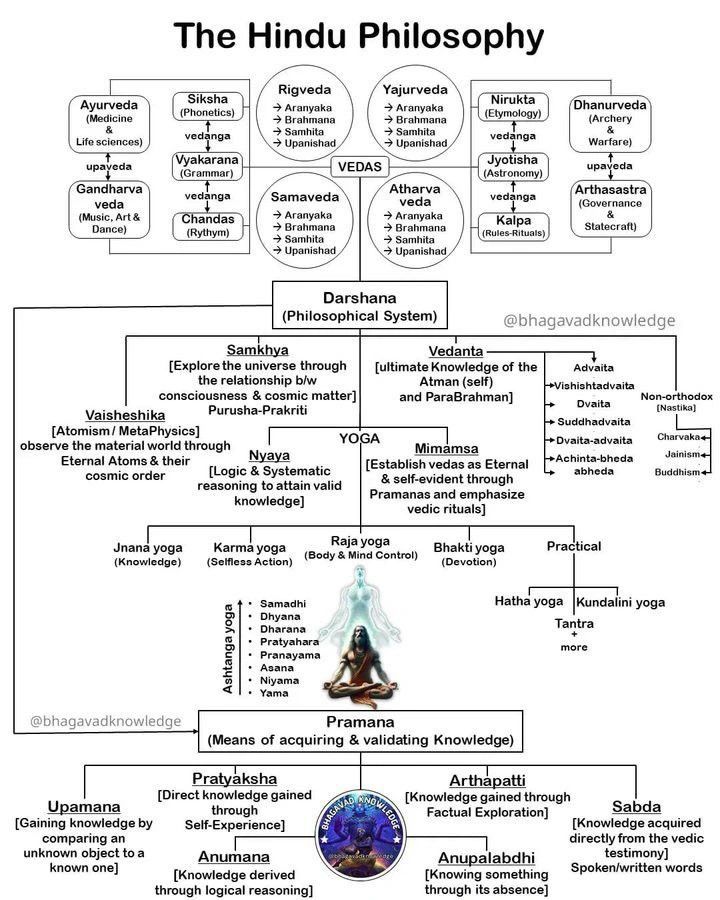 The Hindu Philosophy
Ayurveda
(Medicine
&
Life sciences)
upaveda
Gandharva
veda
(Music, Art &
Dance)
Siksha
(Phonetics)
vedanga
Vyakarana
(Grammar)
vedanga
Chandas
(Rythym)
Rigveda
→ Aranyaka
→ Brahmana
→ Samhita
→ Upanishad
Yajurveda
→ Aranyaka
→ Brahmana
→ Samhita
→ Upanishad
VEDAS
Samaveda
→ Aranyaka
→ Brahmana
→ Samhita
→ Upanishad
Atharva
veda
→ Aranyaka
→ Brahmana
→ Samhita
→ Upanishad
Nirukta
(Etymology)
vedanga
Jyotisha
(Astronomy)
vedanga
Kalpa
(Rules-Rituals)
Dhanurveda
(Archery
&
Warfare)
upaveda
Arthasastra
(Governance
&
Statecraft)
Darshana
(Philosophical System)
@bhagavadknowledge
Samkhya
[Explore the universe through
the relationship b/w
consciousness & cosmic matter]
Purusha-Prakriti
Vedanta
[ultimate Knowledge of the
Atman (self)
and ParaBrahman]
Advaita
Vishishtadvaita
Dvaita
Suddhadvaita
Dvaita-advaita
Achinta-bheda
abheda
Non-orthodox
[Nastika]
Charvaka
Jainism
Buddhism
Vaisheshika
[Atomism / MetaPhysics]
observe the material world through
Eternal Atoms & their
cosmic order
YOGA
Nyaya
[Logic & Systematic
reasoning to attain valid
knowledge]
Mimamsa
[Establish vedas as Eternal
& self-evident through
Pramanas and emphasize
vedic rituals]
Jnana yoga
(Knowledge)
Karma yoga
(Selfless Action)
Raja yoga
(Body & Mind Control)
Bhakti yoga
(Devotion)
Practical
Hatha yoga
Kundalini yoga
Tantra
+
more
Ashtanga yoga
• Samadhi
• Dhyana
• Dharana
• Pratyahara
• Pranayama
• Asana
• Niyama
• Yama
@bhagavadknowledge
Pramana
(Means of acquiring & validating Knowledge)
Upamana
[Gaining knowledge by
comparing an
unknown object to a
known one]
Pratyaksha
[Direct knowledge gained
through
Self-Experience]
Anumana
[Knowledge derived
through logical reasoning]
BHAGAVAD KNOWLEDGE
@bhagavadknowledge
Arthapatti
[Knowledge gained through
Factual Exploration]
Anupalabdhi
[Knowing something
through its absence]
Sabda
[Knowledge acquired
directly from the vedic
testimony]
Spoken/written words